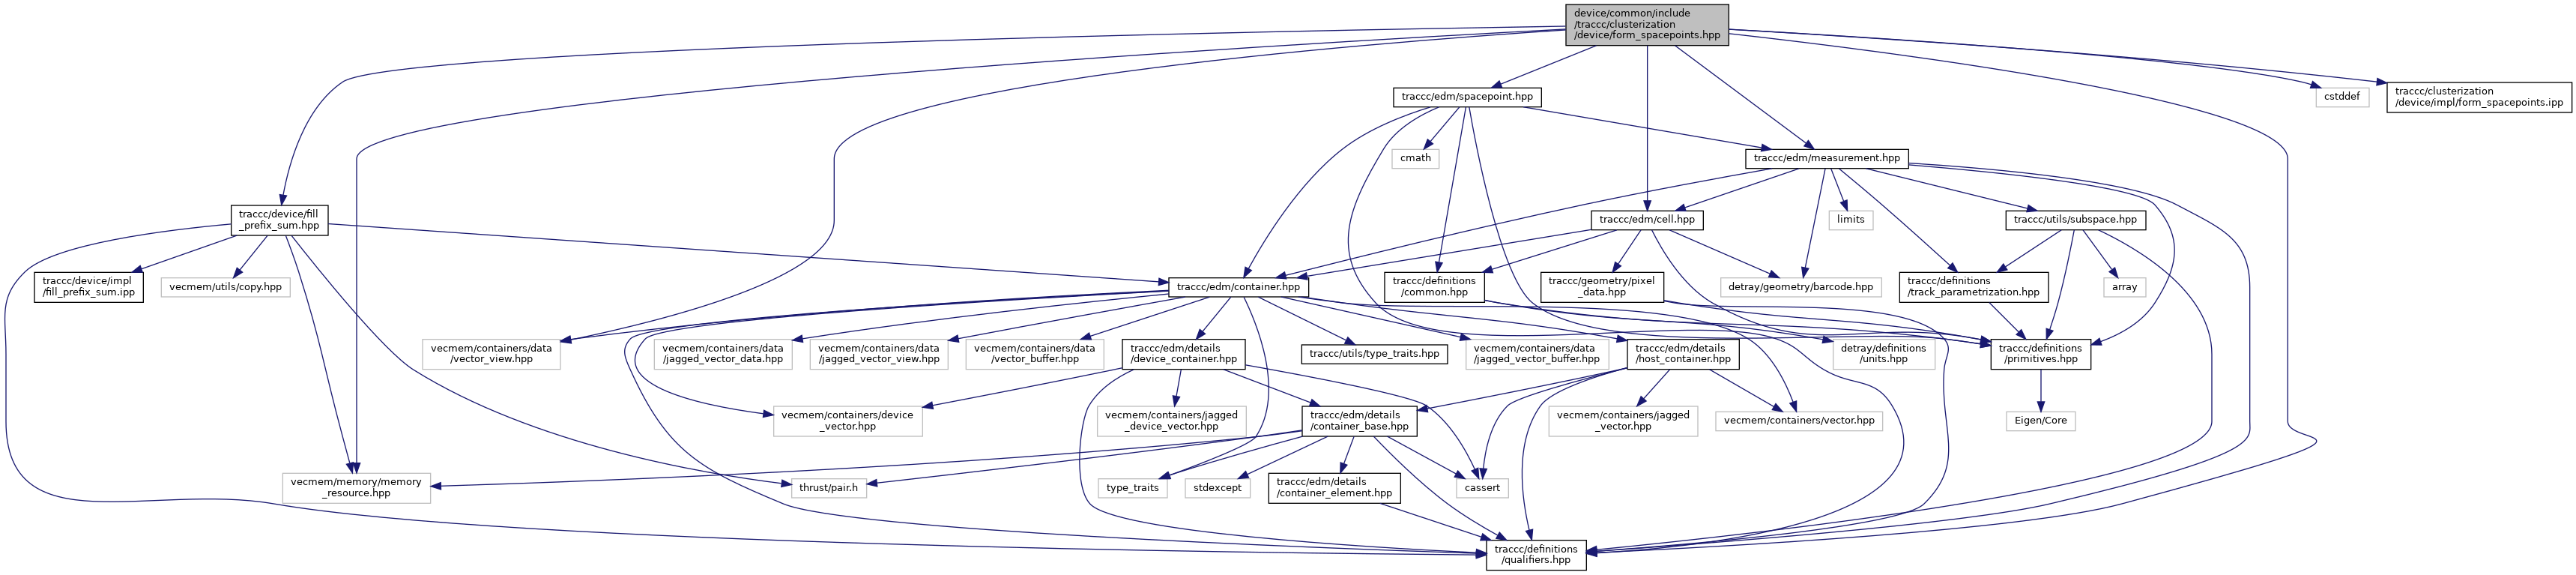 device/common/include
/traccc/clusterization
/device/form_spacepoints.hpp
traccc/clusterization
/device/impl/form_spacepoints.ipp
cstddef
traccc/edm/spacepoint.hpp
cmath
traccc/edm/measurement.hpp
traccc/device/fill
_prefix_sum.hpp
traccc/edm/cell.hpp
limits
traccc/utils/subspace.hpp
traccc/device/impl
/fill_prefix_sum.ipp
vecmem/utils/copy.hpp
traccc/edm/container.hpp
traccc/definitions
/common.hpp
traccc/geometry/pixel
_data.hpp
detray/geometry/barcode.hpp
traccc/definitions
/track_parametrization.hpp
array
vecmem/containers/data
/vector_view.hpp
vecmem/containers/data
/jagged_vector_data.hpp
vecmem/containers/data
/jagged_vector_view.hpp
vecmem/containers/data
/vector_buffer.hpp
traccc/edm/details
/device_container.hpp
traccc/utils/type_traits.hpp
vecmem/containers/data
/jagged_vector_buffer.hpp
traccc/edm/details
/host_container.hpp
detray/definitions
/units.hpp
traccc/definitions
/primitives.hpp
vecmem/containers/device
_vector.hpp
vecmem/containers/jagged
_device_vector.hpp
traccc/edm/details
/container_base.hpp
vecmem/containers/jagged
_vector.hpp
vecmem/containers/vector.hpp
Eigen/Core
vecmem/memory/memory
_resource.hpp
thrust/pair.h
type_traits
stdexcept
traccc/edm/details
/container_element.hpp
cassert
traccc/definitions
/qualifiers.hpp